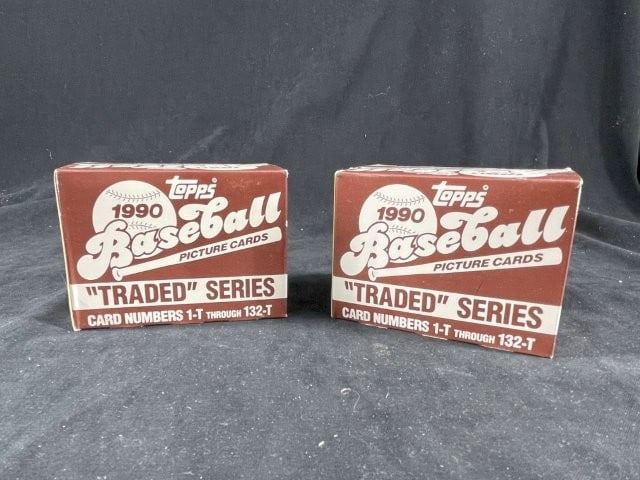 TOPPS®
1990
Baseball
PICTURE CARDS
"TRADED" SERIES
CARD NUMBERS 1-T THROUGH 132-T
TOPPS®
1990
Baseball
PICTURE CARDS
"TRADED" SERIES
CARD NUMBERS 1-T THROUGH 132-T